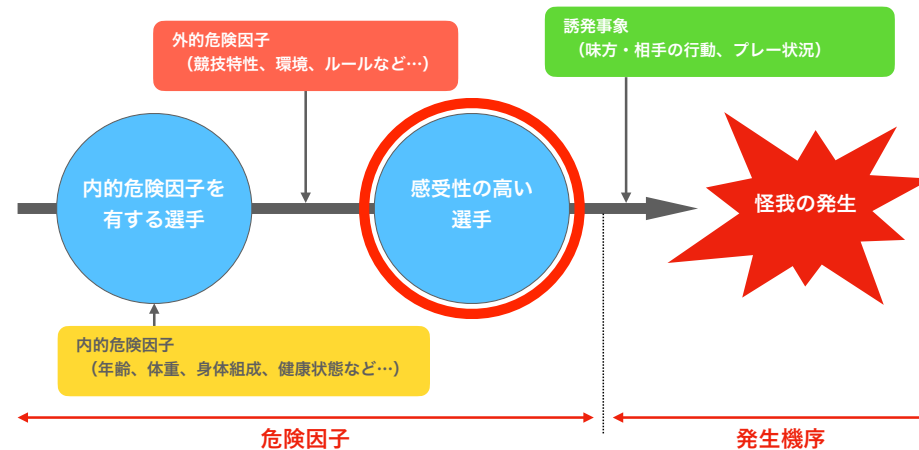 外的危険因子
（競技特性、環境、ルールなど…）
誘発事象
（味方・相手の行動、プレー状況）
内的危険因子を
有する選手
感受性の高い
選手
怪我の発生
内的危険因子
（年齢、体重、身体組成、健康状態など…）
危険因子
発生機序